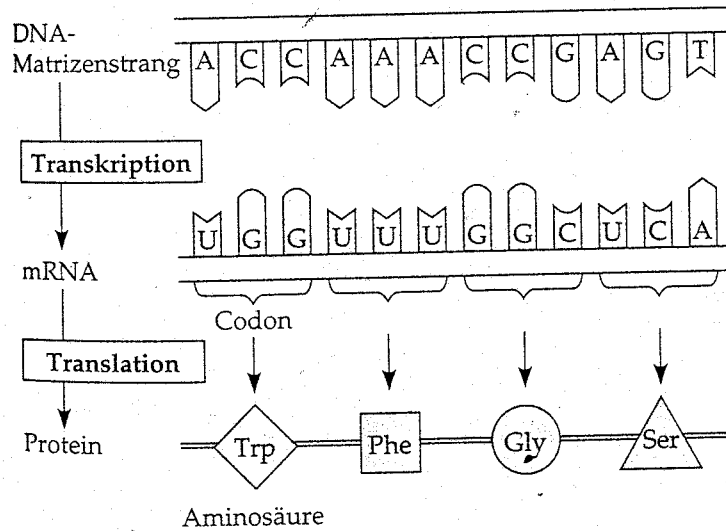 DNA-
Matrizenstrang
A C C A A A C C G A G T
Transkription
U G G U U U G G C U C A
mRNA
Codon
Translation
Protein
Trp Phe Gly Ser
Aminosäure